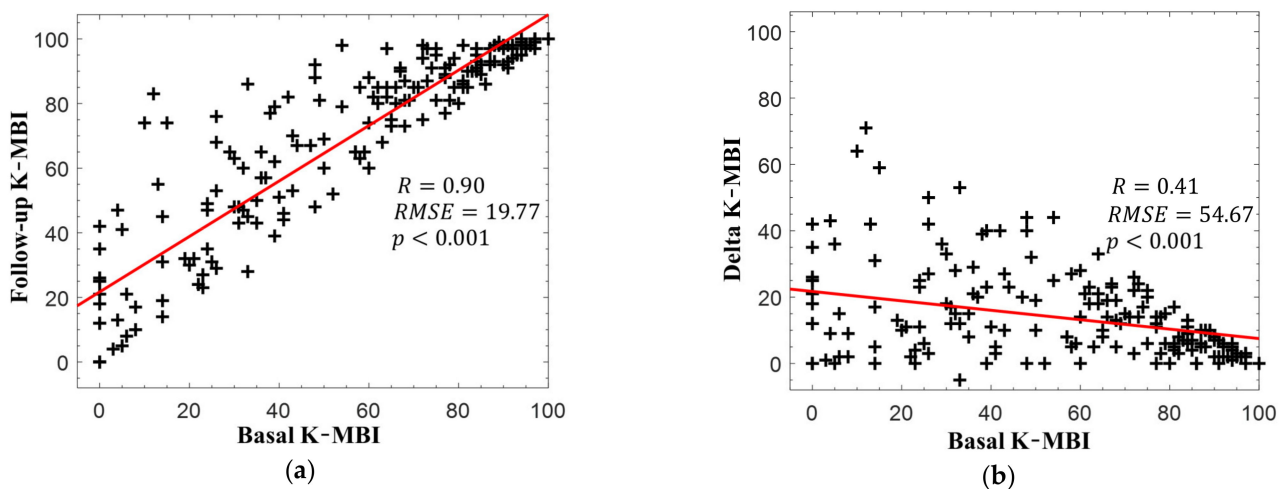 100
80
60
40
20
0
Follow-up K-MBI
R = 0.90
RMSE = 19.77
p < 0.001
0 20 40 60 80 100
Basal K-MBI
(a)
100
80
60
40
20
0
Delta K-MBI
R = 0.41
RMSE = 54.67
p < 0.001
0 20 40 60 80 100
Basal K-MBI
(b)